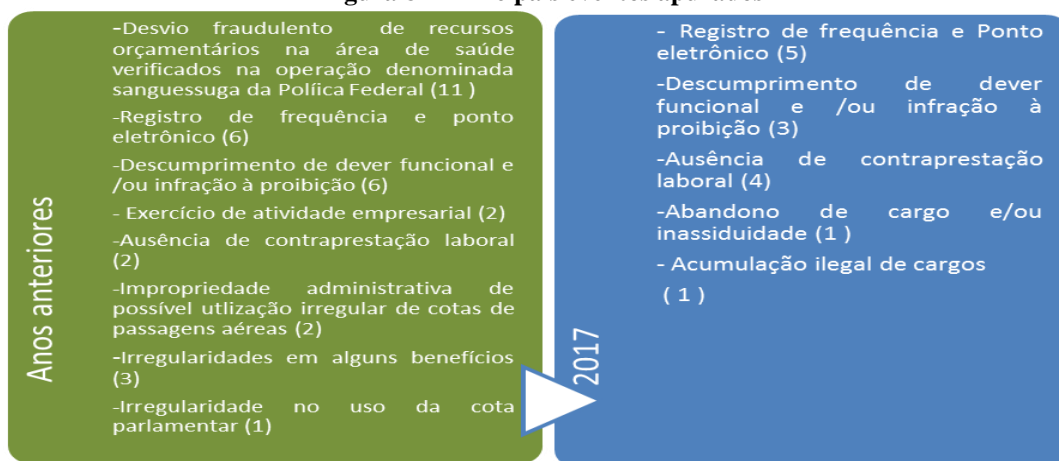 Anos anteriores
-Desvio fraudulento de recursos
orçamentários na área de saúde
verificados na operação denominada
sanguessuga da Políica Federal (11 )
-Registro de frequência e ponto
eletrônico (6)
-Descumprimento de dever funcional e
/ou infração à proibição (6)
- Exercício de atividade empresarial (2)
-Ausência de contraprestação laboral
(2)
-Impropriedade administrativa de
possível utlização irregular de cotas de
passagens aéreas (2)
-Irregularidades em alguns benefícios
(3)
-Irregularidade no uso da cota
parlamentar (1)
2017
- Registro de frequência e Ponto
eletrônico (5)
-Descumprimento de dever
funcional e /ou infração à
proibição (3)
-Ausência de contraprestação
laboral (4)
-Abandono de cargo e/ou
inassiduidade (1 )
- Acumulação ilegal de cargos
( 1 )